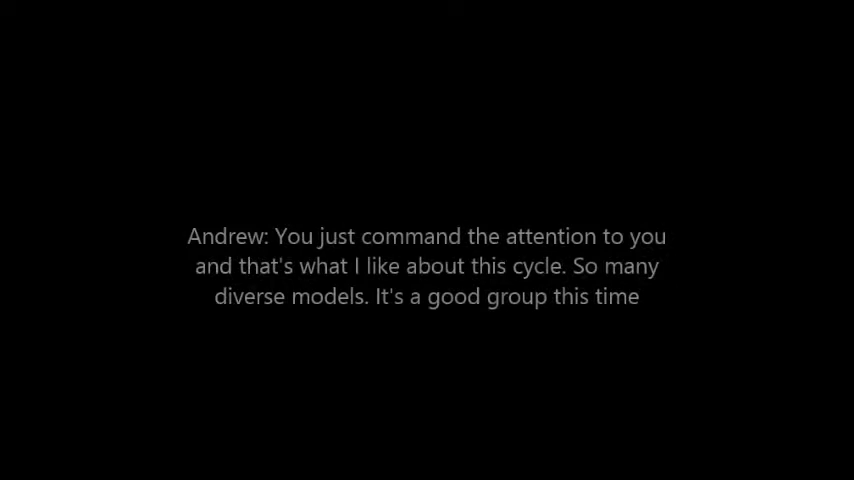 Andrew: You just command the attention to you
and that's what I like about this cycle. So many
diverse models. It's a good group this time